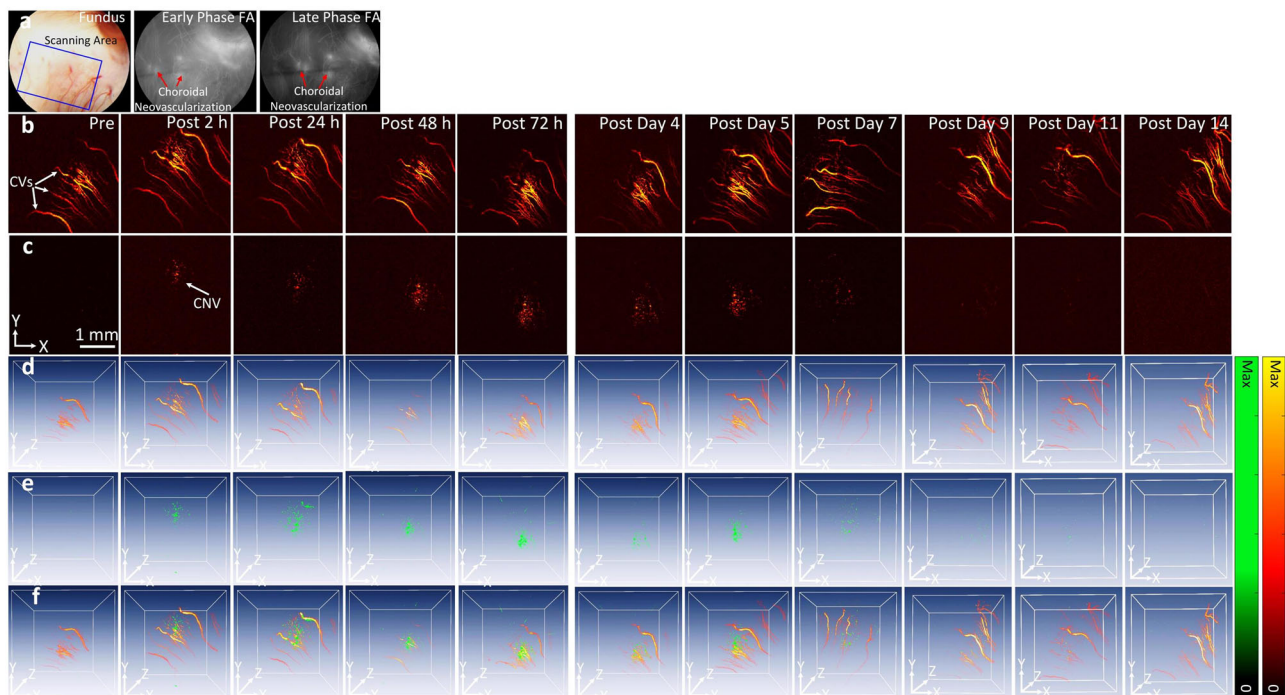 a
Fundus
Scanning Area
Early Phase FA
Choroidal
Neovascularization
Late Phase FA
Choroidal
Neovascularization
b
Pre
Post 2 h
Post 24 h
Post 48 h
Post 72 h
Post Day 4
Post Day 5
Post Day 7
Post Day 9
Post Day 11
Post Day 14
CVs
c
CNV
Y
X
1 mm
d
Y Z X
Y Z X
Y Z X
Y Z X
Y Z X
Y Z X
Y Z X
Y Z X
Y Z X
Y Z X
Y Z X
e
Y Z X
Y Z X
Y Z X
Y Z X
Y Z X
Y Z X
Y Z X
Y Z X
Y Z X
Y Z X
Y Z X
f
Y Z X
Y Z X
Y Z X
Y Z X
Y Z X
Y Z X
Y Z X
Y Z X
Y Z X
Y Z X
Y Z X
Max
0
Max
0